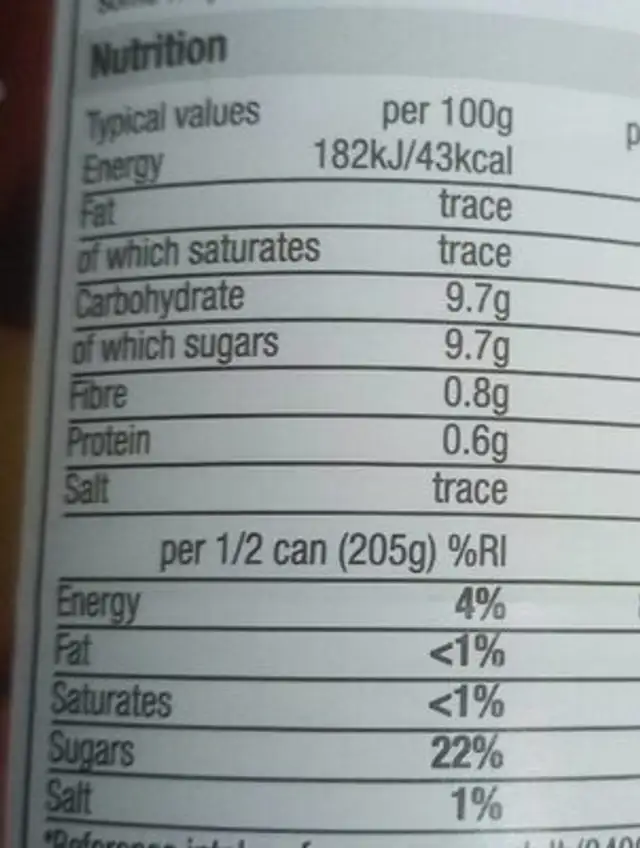 Nutrition
Typical values per 100g
Energy 182kJ/43kcal
Fat trace
of which saturates trace
Carbohydrate 9.7g
of which sugars 9.7g
Fibre 0.8g
Protein 0.6g
Salt trace
per 1/2 can (205g) %RI
Energy 4%
Fat <1%
Saturates <1%
Sugars 22%
Salt 1%